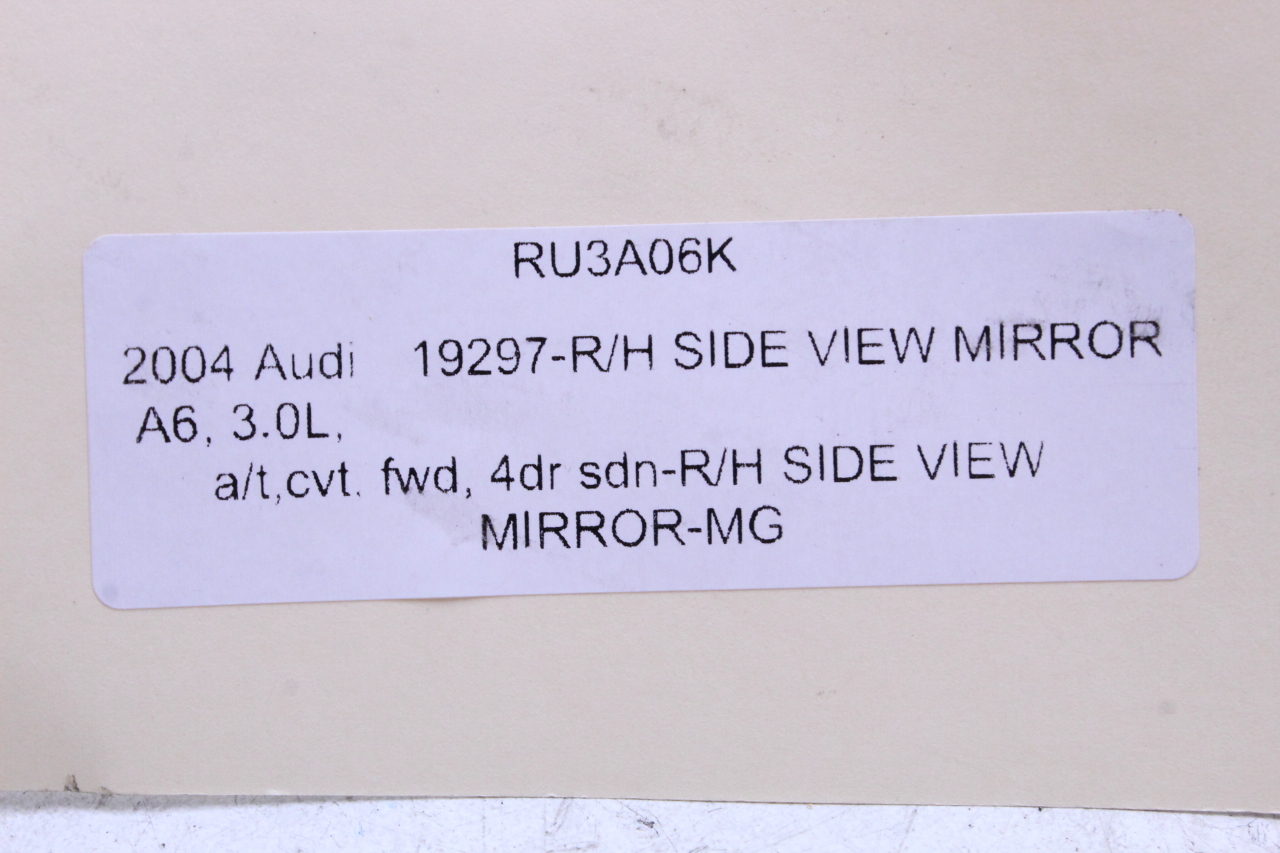 RU3A06K
2004 Audi 19297-R/H SIDE VIEW MIRROR
A6, 3.0L,
a/t,cvt. fwd, 4dr sdn-R/H SIDE VIEW
MIRROR-MG